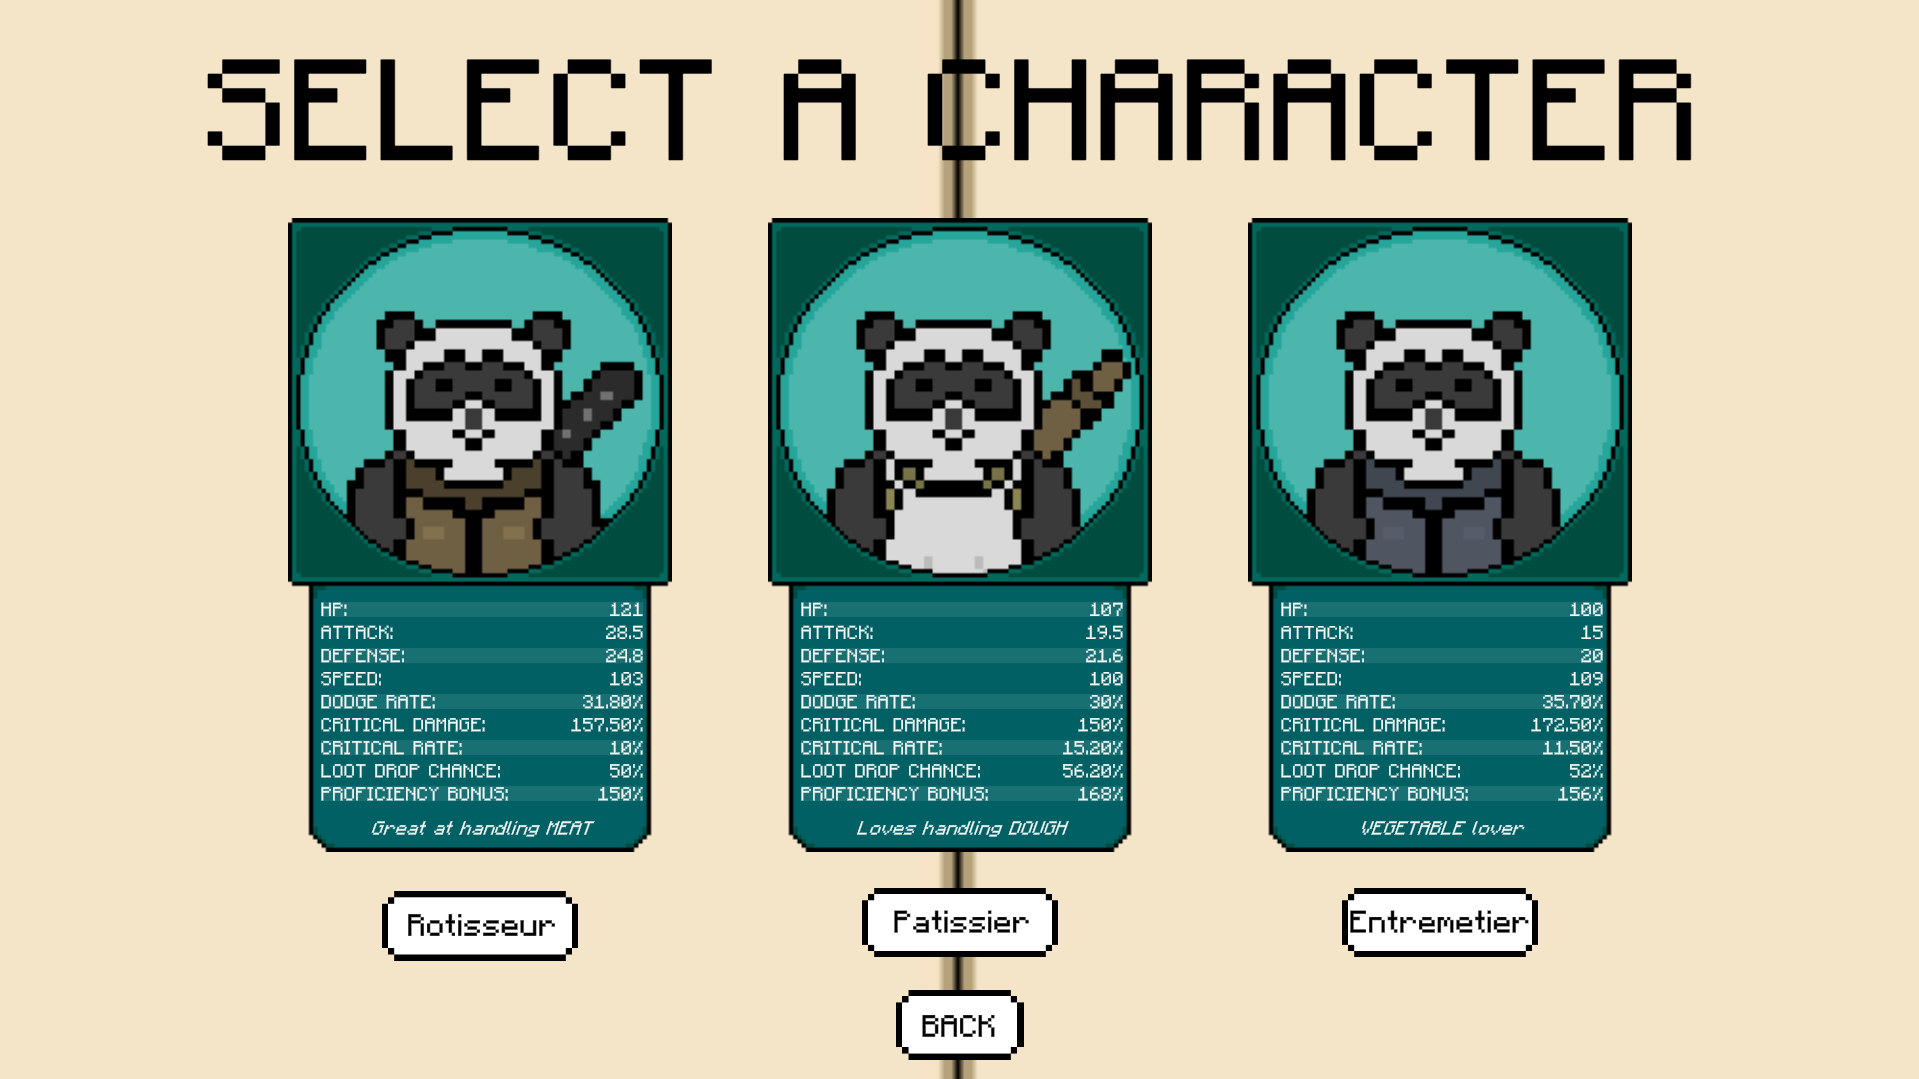 SELECT A CHARACTER
HP: 121
ATTACK: 28.5
DEFENSE: 24.8
SPEED: 103
DODGE RATE: 31.80%
CRITICAL DAMAGE: 157.50%
CRITICAL RATE: 10%
LOOT DROP CHANCE: 50%
PROFICIENCY BONUS: 150%
Great at handling MEAT
Rotisseur
HP: 107
ATTACK: 19.5
DEFENSE: 21.6
SPEED: 100
DODGE RATE: 30%
CRITICAL DAMAGE: 150%
CRITICAL RATE: 15.20%
LOOT DROP CHANCE: 56.20%
PROFICIENCY BONUS: 168%
Loves handling DOUGH
Patissier
HP: 100
ATTACK: 15
DEFENSE: 20
SPEED: 109
DODGE RATE: 35.70%
CRITICAL DAMAGE: 172.50%
CRITICAL RATE: 11.50%
LOOT DROP CHANCE: 52%
PROFICIENCY BONUS: 156%
VEGETABLE lover
Entremetier
BACK